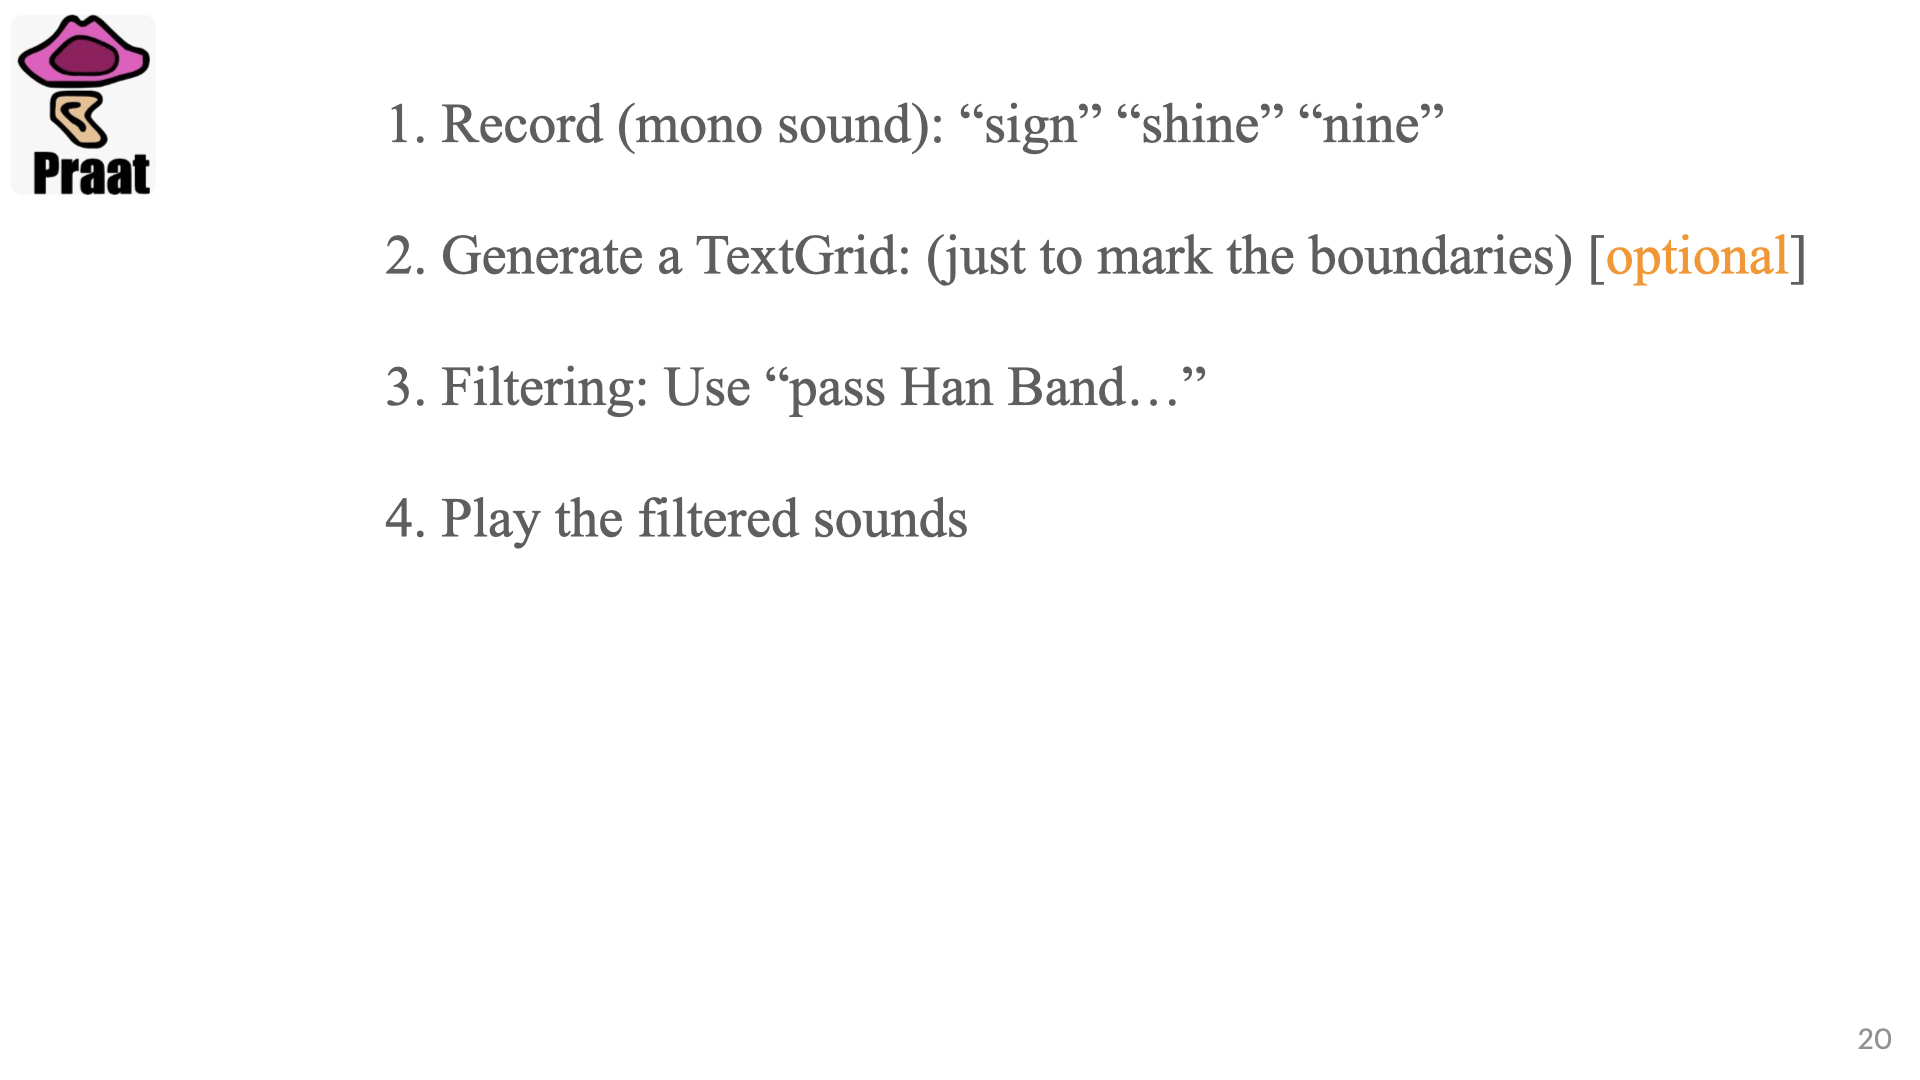 Praat
1. Record (mono sound): “sign” “shine” “nine”
2. Generate a TextGrid: (just to mark the boundaries) [optional]
3. Filtering: Use “pass Han Band…”
4. Play the filtered sounds
20